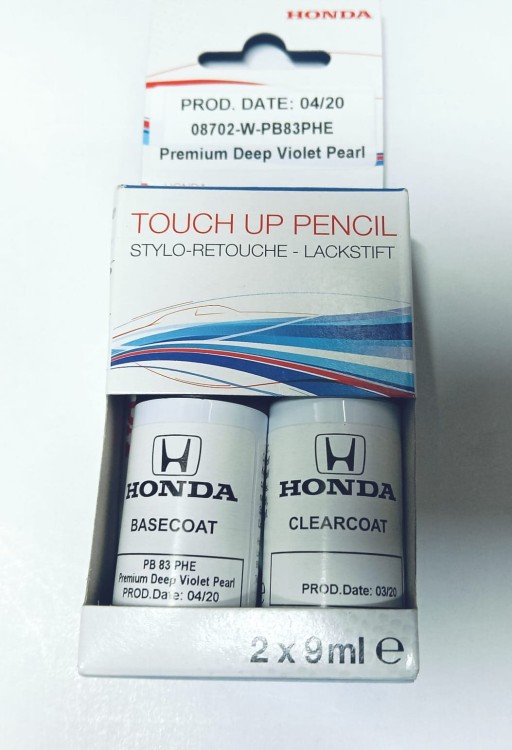 HONDA
PROD. DATE: 04/20
08702-W-PB83PHE
Premium Deep Violet Pearl
TOUCH UP PENCIL
STYLO-RETOUCHE - LACKSTIFT
HONDA
BASECOAT
PB 83 PHE
Premium Deep Violet Pearl
PROD.Date: 04/20
HONDA
CLEARCOAT
PROD.Date: 03/20
2 x 9ml e